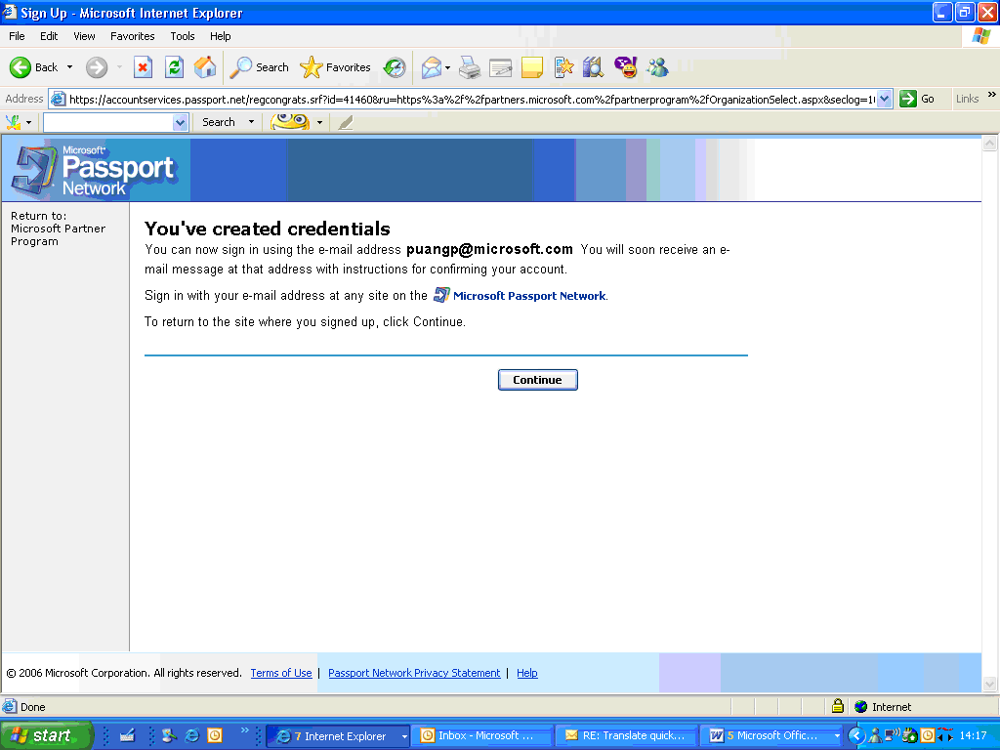 Sign Up - Microsoft Internet Explorer
File Edit View Favorites Tools Help
Back Search Favorites
Address https://accountservices.passport.net/regcongrats.srf?id=41460&ru=https%3a%2f%2fpartners.microsoft.com%2fpartnerprogram%2fOrganizationSelect.aspx&seclog=1 Go Links »
Search
Microsoft®
Passport
Network
Return to:
Microsoft Partner
Program
You've created credentials
You can now sign in using the e-mail address puangp@microsoft.com You will soon receive an e-
mail message at that address with instructions for confirming your account.
Sign in with your e-mail address at any site on the Microsoft Passport Network.
To return to the site where you signed up, click Continue.
Continue
© 2006 Microsoft Corporation. All rights reserved. Terms of Use | Passport Network Privacy Statement | Help
Done Internet
start » 7 Internet Explorer Inbox - Microsoft ... RE: Translate quick... 5 Microsoft Offic... 14:17